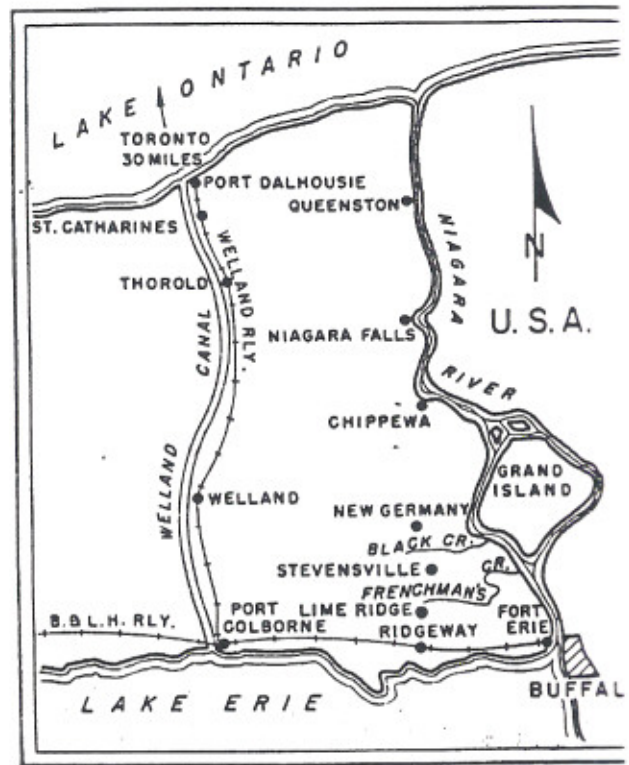 LAKE ONTARIO
TORONTO
30 MILES
PORT DALHOUSIE
QUEENSTON
ST. CATHARINES
WELLAND RLY.
NIAGARA
N
THOROLD
U.S.A.
CANAL
NIAGARA FALLS
RIVER
CHIPPEWA
GRAND
ISLAND
WELLAND
WELLAND
NEW GERMANY
BLACK CR.
STEVENSVILLE
CR.
FRENCHMAN'S
B.& L.H. RLY.
PORT
COLBORNE
LIME RIDGE
RIDGEWAY
FORT
ERIE
BUFFAL
LAKE ERIE